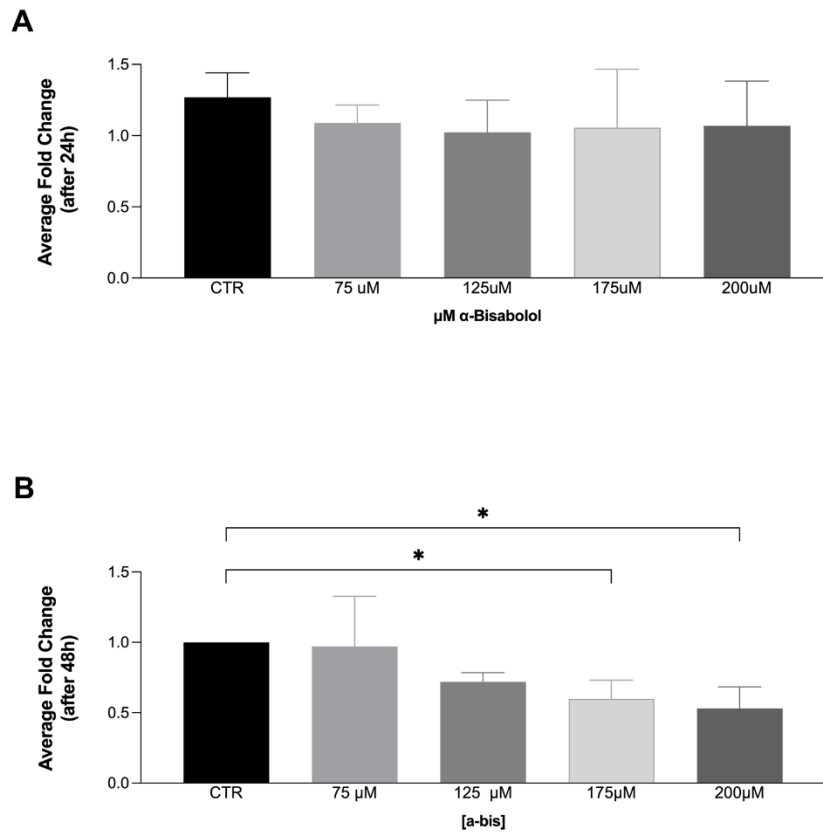 A
Average Fold Change
(after 24h)
1.5
1.0
0.5
0.0
CTR
75 uM
125uM
175uM
200uM
µM α-Bisabolol
B
*
*
Average Fold Change
(after 48h)
1.5
1.0
0.5
0.0
CTR
75 µM
125 µM
175µM
200µM
[a-bis]